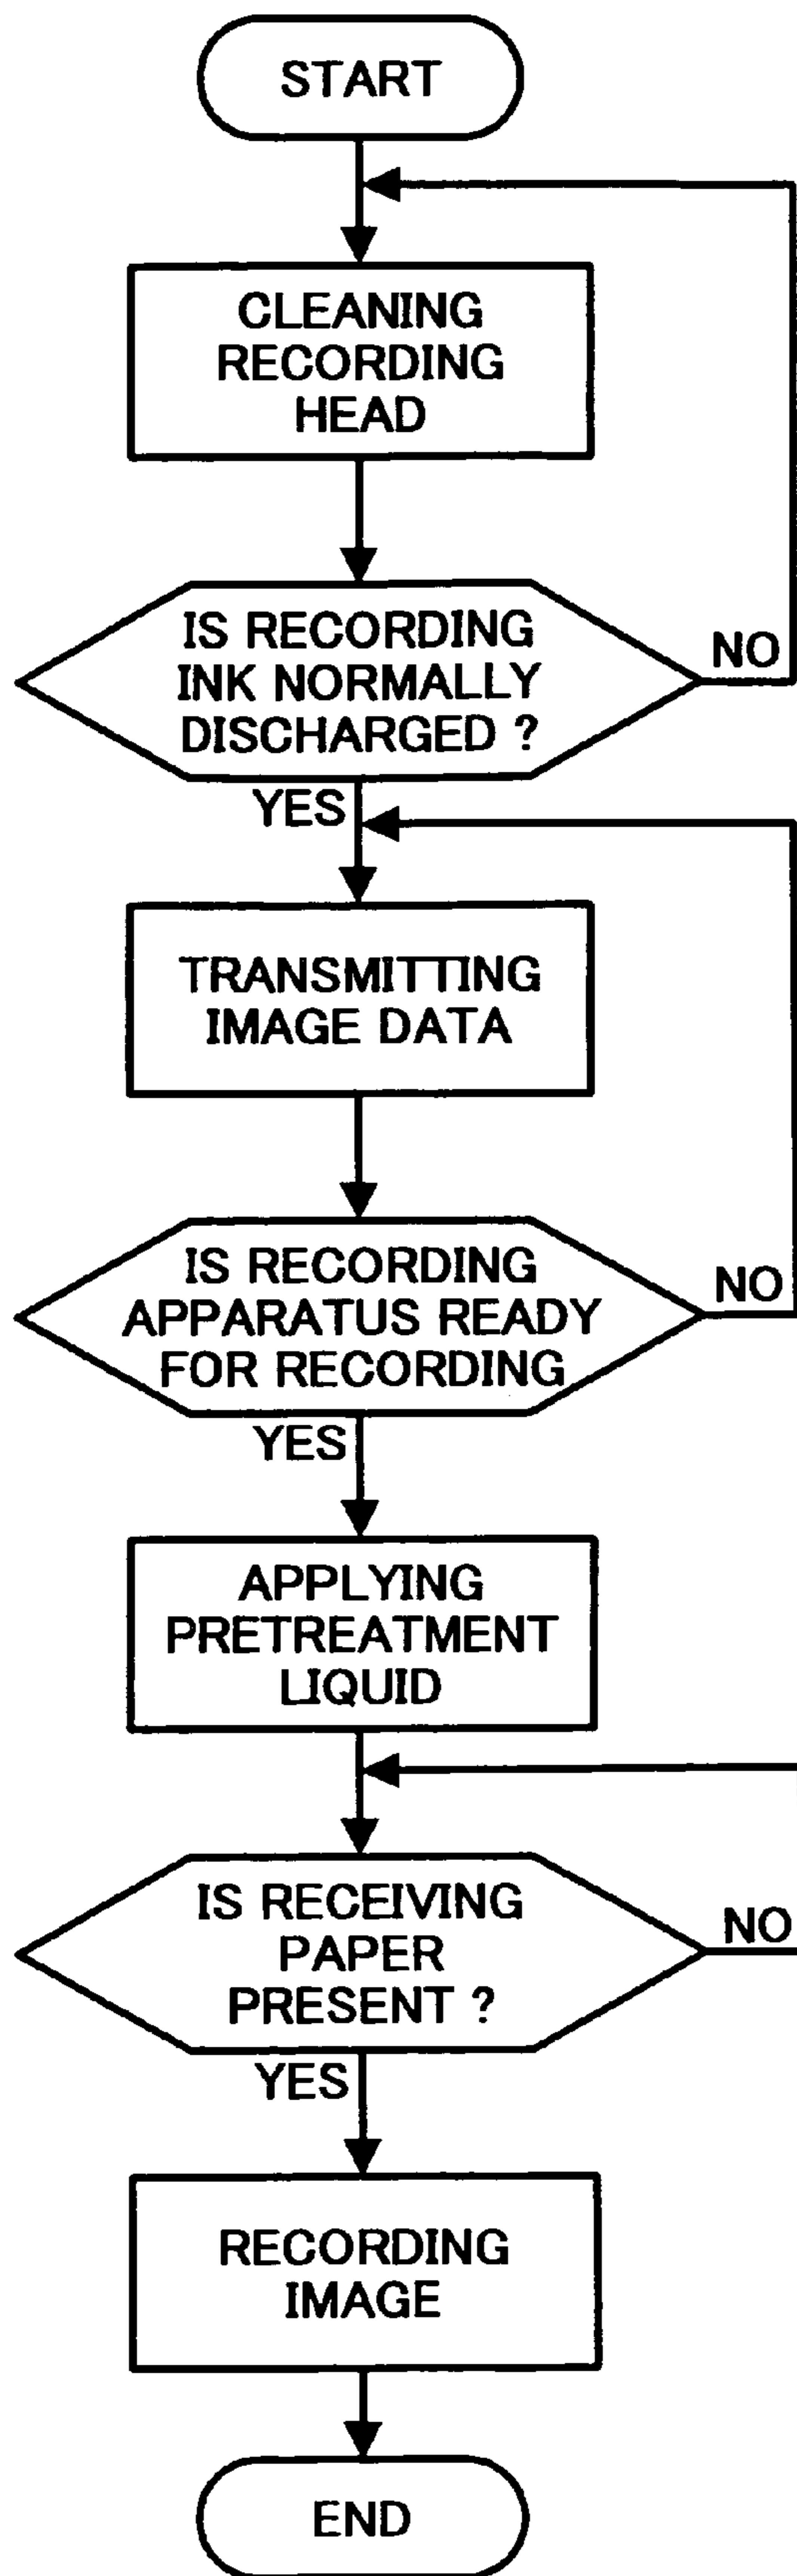 START
CLEANING
RECORDING
HEAD
IS RECORDING
INK NORMALLY
DISCHARGED ?
NO
YES
TRANSMITTING
IMAGE DATA
IS RECORDING
APPARATUS READY
FOR RECORDING
NO
YES
APPLYING
PRETREATMENT
LIQUID
IS RECEIVING
PAPER
PRESENT ?
NO
YES
RECORDING
IMAGE
END